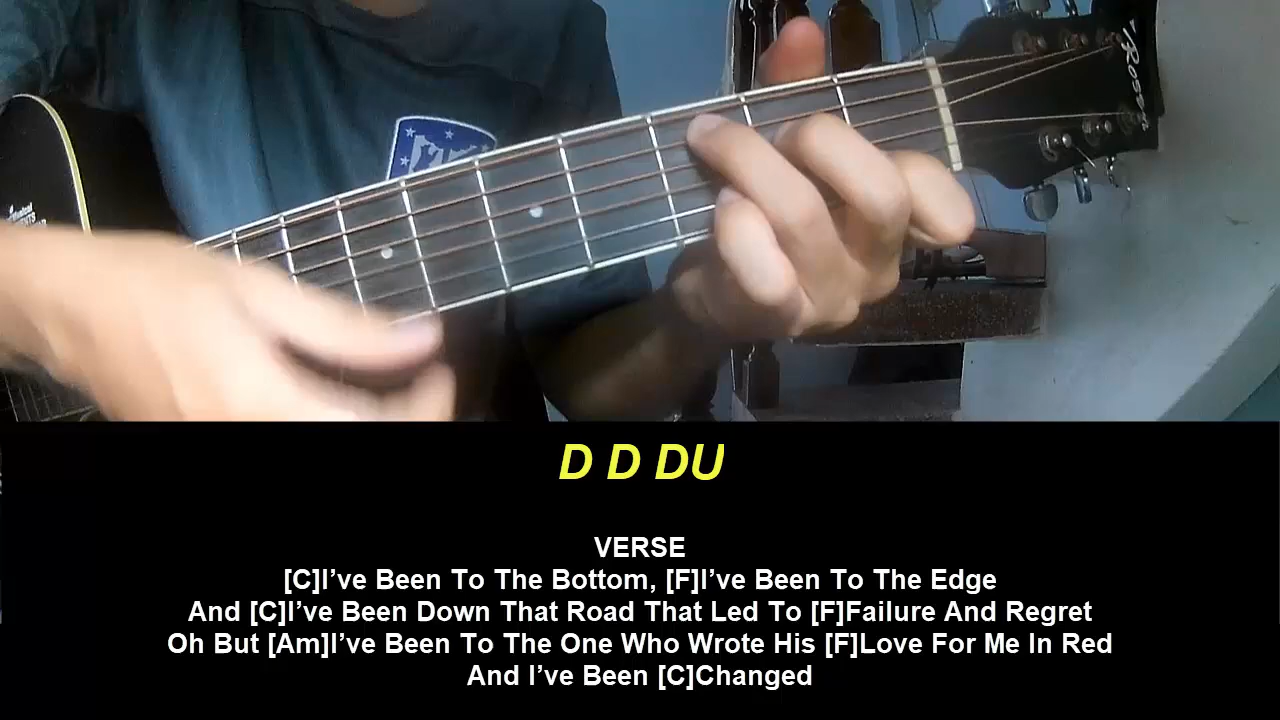 Rosen
D D DU
VERSE
[C]I’ve Been To The Bottom, [F]I’ve Been To The Edge
And [C]I’ve Been Down That Road That Led To [F]Failure And Regret
Oh But [Am]I’ve Been To The One Who Wrote His [F]Love For Me In Red
And I’ve Been [C]Changed